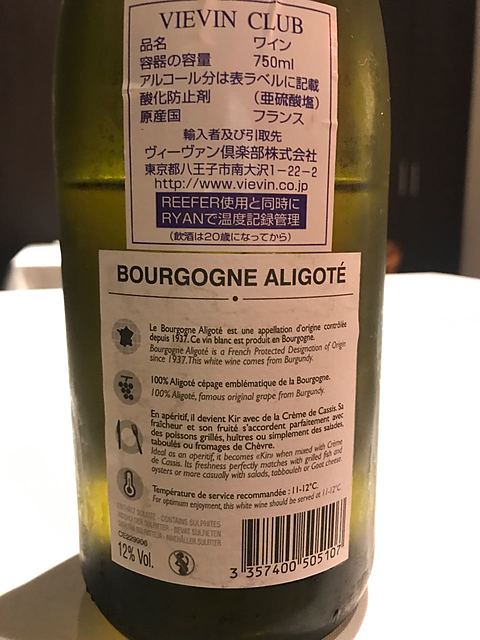 VIEVIN CLUB
品名 ワイン
容器の容量 750ml
アルコール分は表ラベルに記載
酸化防止剤 (亜硫酸塩)
原産国 フランス
輸入者及び引取先
ヴィーヴァン倶楽部株式会社
東京都八王子市南大沢1-22-2
http://www.vievin.co.jp
REEFER使用と同時に
RYANで温度記録管理
(飲酒は20歳になってから)
BOURGOGNE ALIGOTÉ
Le Bourgogne Aligoté est une appellation d'origine contrôlée
depuis 1937. Ce vin blanc est produit en Bourgogne.
Bourgogne Aligoté is a French Protected Designation of Origin
since 1937. This white wine comes from Burgundy.
100% Aligoté cépage emblématique de la Bourgogne.
100% Aligoté, famous original grape from Burgundy.
En apéritif, il devient Kir avec de la Crème de Cassis. Sa
fraîcheur et son fruité s'accordent parfaitement avec
des poissons grillés, huîtres ou simplement des salades,
taboulés ou fromages de Chèvre.
Ideal as an aperitif, it becomes «Kir» when mixed with Crème
de Cassis. Its freshness perfectly matches with grilled fish and
oysters or more casually with salads, tabbouleh or Goat cheese.
Température de service recommandée : 11-12°C.
For optimum enjoyment, this white wine should be served at 11-12°C.
CONTAINS SULPHITES
BEVAT SULFIETEN
INNEHÅLLER SULFITER
CE229906
12% Vol.
3 357400 505107